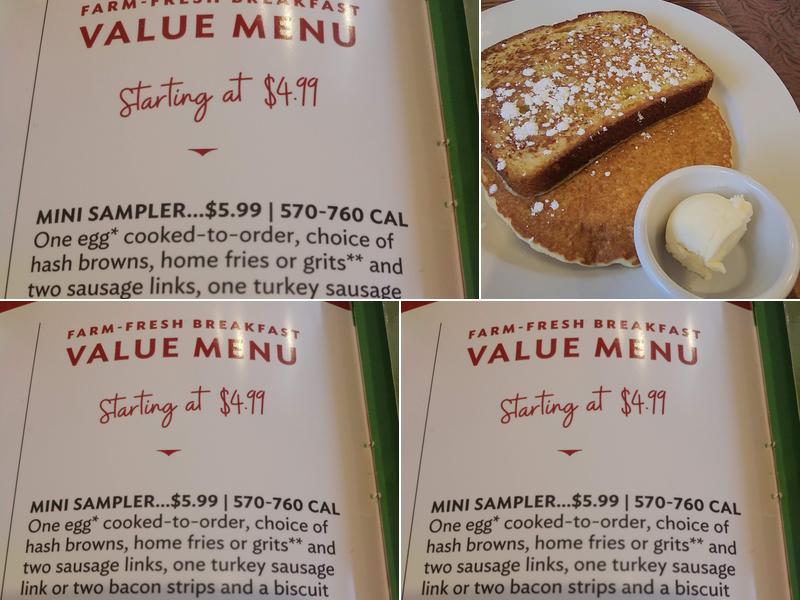 FARM-FRESH BREAKFAST
VALUE MENU
Starting at $4.99
MINI SAMPLER...$5.99 | 570-760 CAL
One egg* cooked-to-order, choice of
hash browns, home fries or grits** and
two sausage links, one turkey sausage
FARM-FRESH BREAKFAST
VALUE MENU
Starting at $4.99
MINI SAMPLER...$5.99 | 570-760 CAL
One egg* cooked-to-order, choice of
hash browns, home fries or grits** and
two sausage links, one turkey sausage
link or two bacon strips and a biscuit
FARM-FRESH BREAKFAST
VALUE MENU
Starting at $4.99
MINI SAMPLER...$5.99 | 570-760 CAL
One egg* cooked-to-order, choice of
hash browns, home fries or grits** and
two sausage links, one turkey sausage
link or two bacon strips and a biscuit